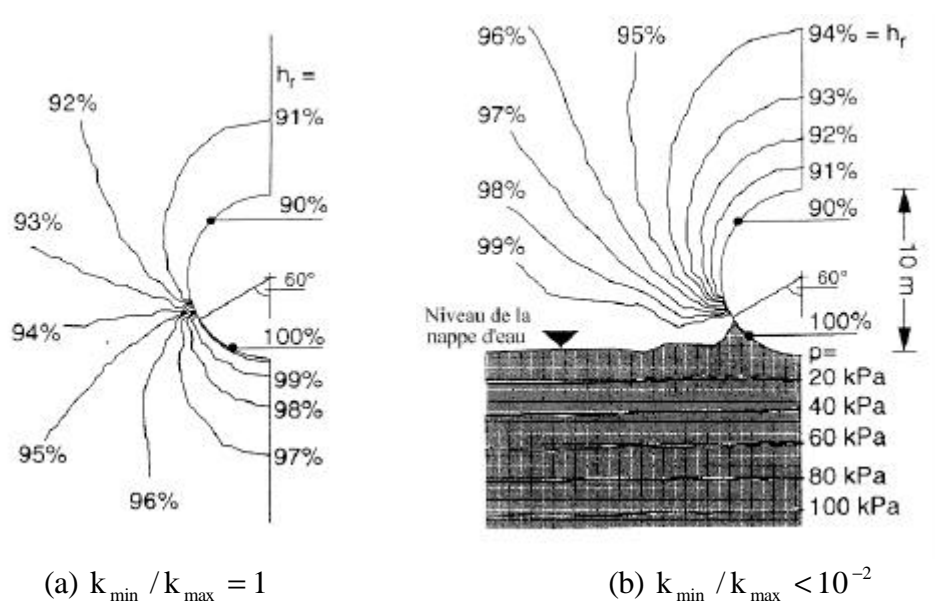 h_r =
91%
92%
90%
93%
60°
94%
100%
99%
98%
95%
97%
96%
96%
95%
94% = h_r
97%
93%
92%
98%
91%
90%
99%
10 m
60°
Niveau de la
nappe d'eau
100%
p=
20 kPa
40 kPa
60 kPa
80 kPa
100 kPa
(a) k_min / k_max = 1
(b) k_min / k_max < 10^-2